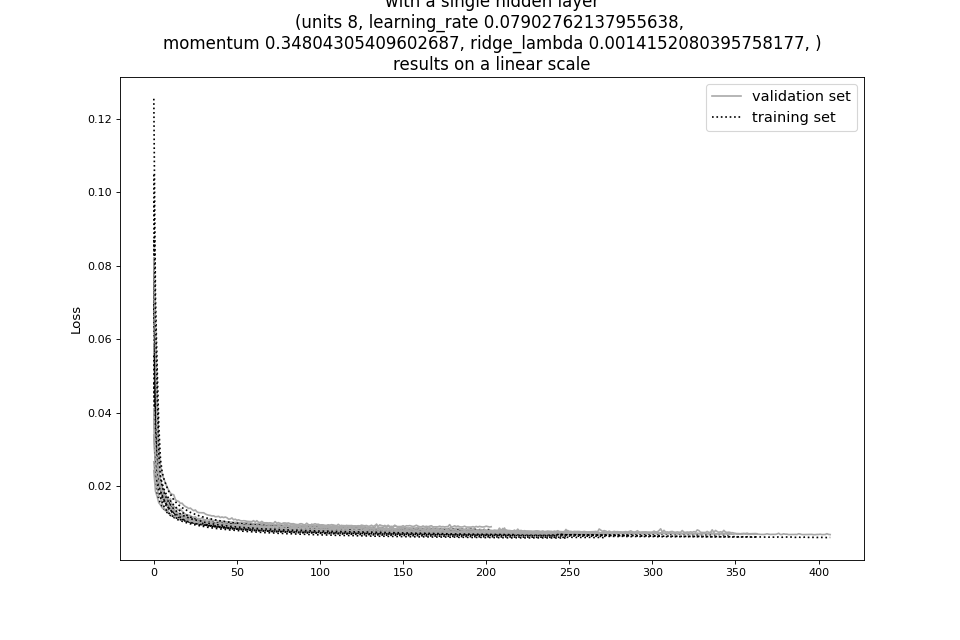 with a single hidden layer
(units 8, learning_rate 0.07902762137955638,
momentum 0.34804305409602687, ridge_lambda 0.0014152080395758177, )
results on a linear scale
validation set
training set
0.12
0.10
0.08
0.06
0.04
0.02
Loss
0 50 100 150 200 250 300 350 400